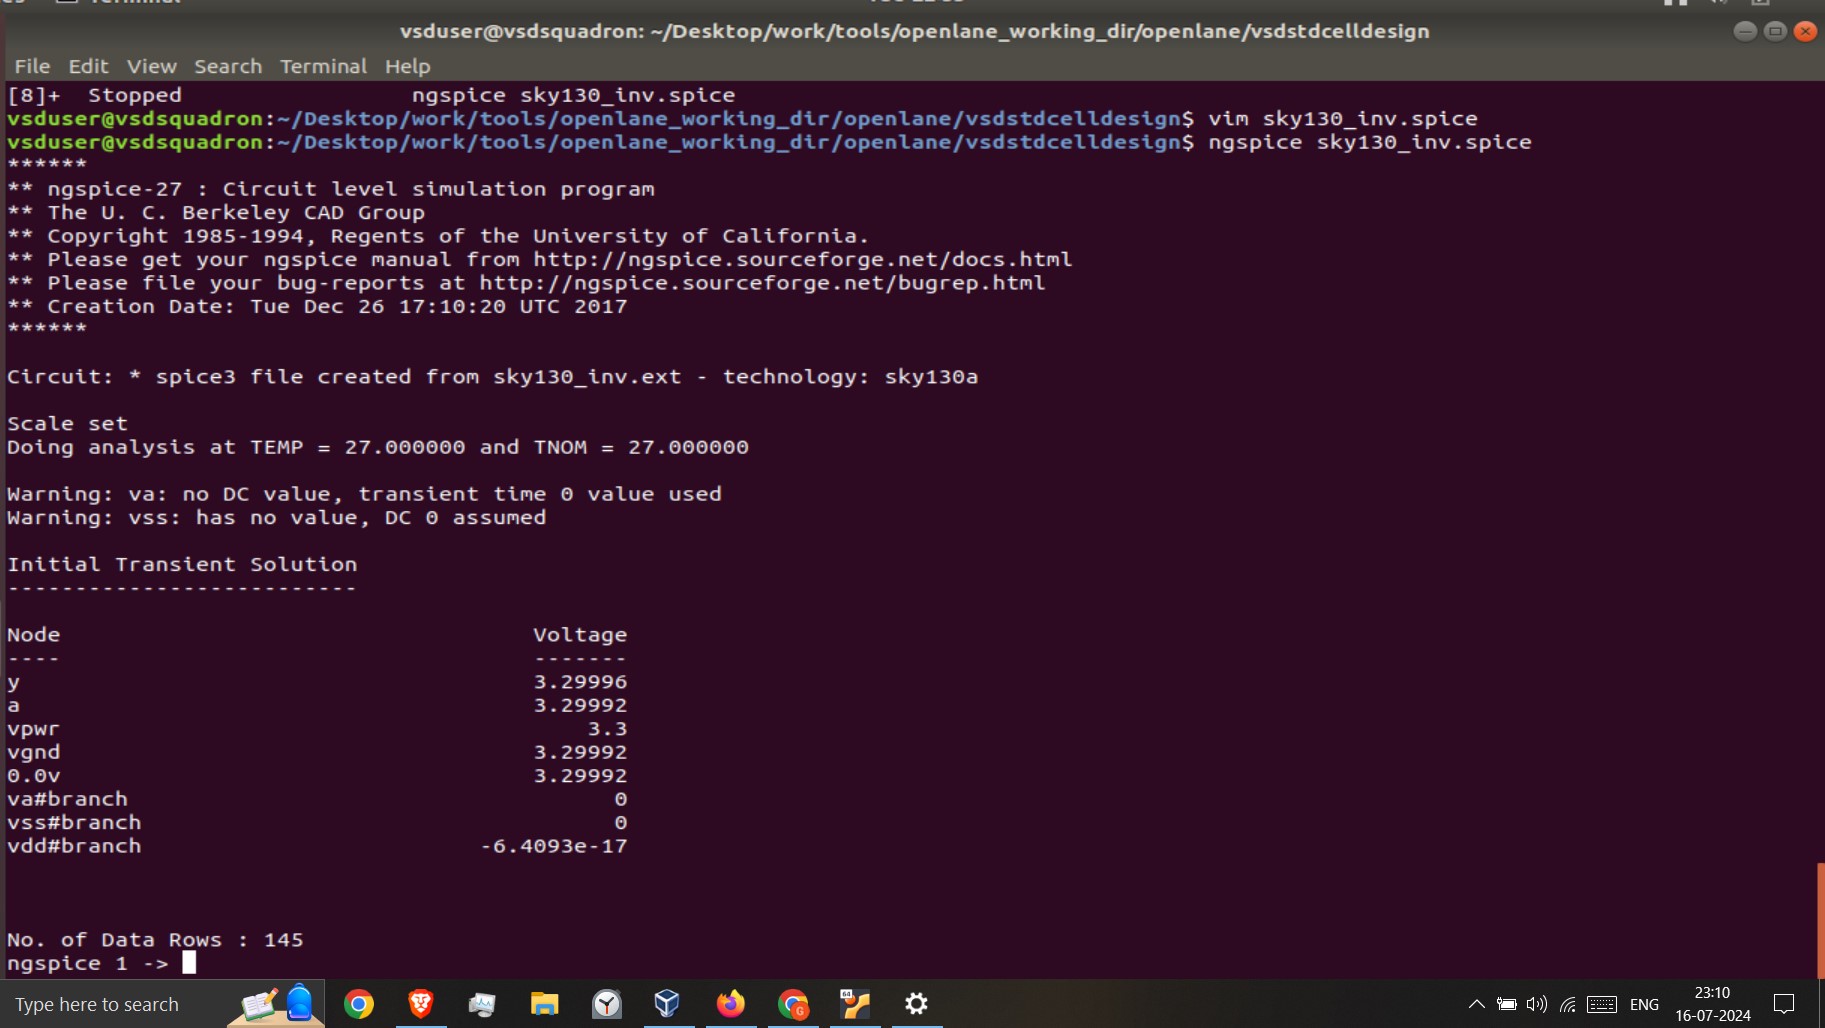 vsduser@vsdsquadron: ~/Desktop/work/tools/openlane_working_dir/openlane/vsdstdcelldesign
File Edit View Search Terminal Help
[8]+  Stopped                 ngspice sky130_inv.spice
vsduser@vsdsquadron:~/Desktop/work/tools/openlane_working_dir/openlane/vsdstdcelldesign$ vim sky130_inv.spice
vsduser@vsdsquadron:~/Desktop/work/tools/openlane_working_dir/openlane/vsdstdcelldesign$ ngspice sky130_inv.spice
******
** ngspice-27 : Circuit level simulation program
** The U. C. Berkeley CAD Group
** Copyright 1985-1994, Regents of the University of California.
** Please get your ngspice manual from http://ngspice.sourceforge.net/docs.html
** Please file your bug-reports at http://ngspice.sourceforge.net/bugrep.html
** Creation Date: Tue Dec 26 17:10:20 UTC 2017
******
Circuit: * spice3 file created from sky130_inv.ext - technology: sky130a
Scale set
Doing analysis at TEMP = 27.000000 and TNOM = 27.000000
Warning: va: no DC value, transient time 0 value used
Warning: vss: has no value, DC 0 assumed
Initial Transient Solution
--------------------------
Node                                   Voltage
----                                   -------
y                                      3.29996
a                                      3.29992
vpwr                                       3.3
vgnd                                   3.29992
0.0v                                   3.29992
va#branch                                    0
vss#branch                                   0
vdd#branch                         -6.4093e-17
No. of Data Rows : 145
ngspice 1 ->
Type here to search
64
G
ENG
23:10
16-07-2024